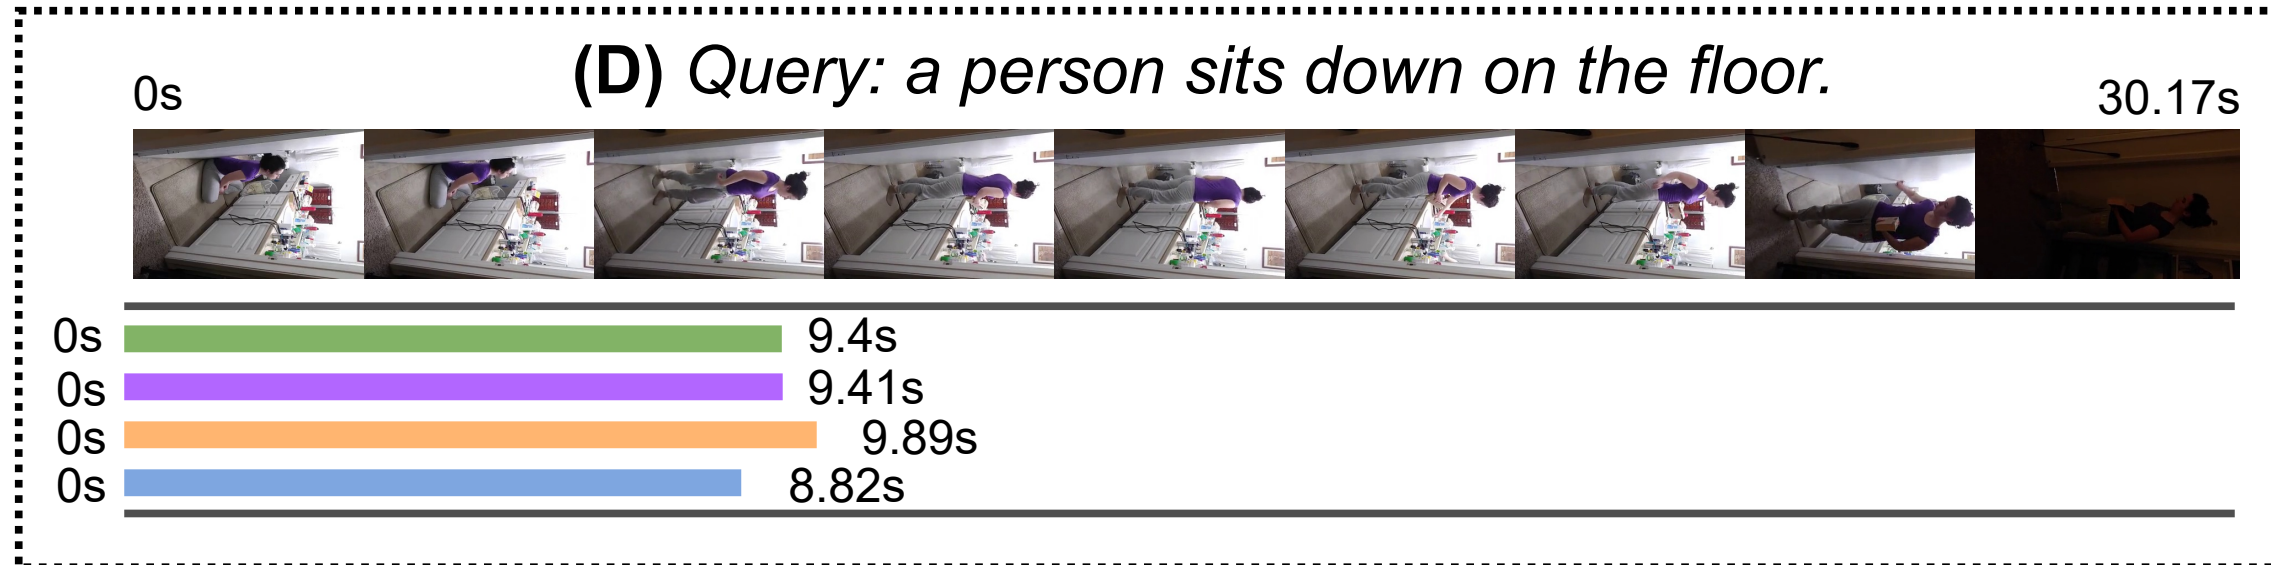 (D) Query: a person sits down on the floor.
0s 30.17s
0s 9.4s
0s 9.41s
0s 9.89s
0s 8.82s